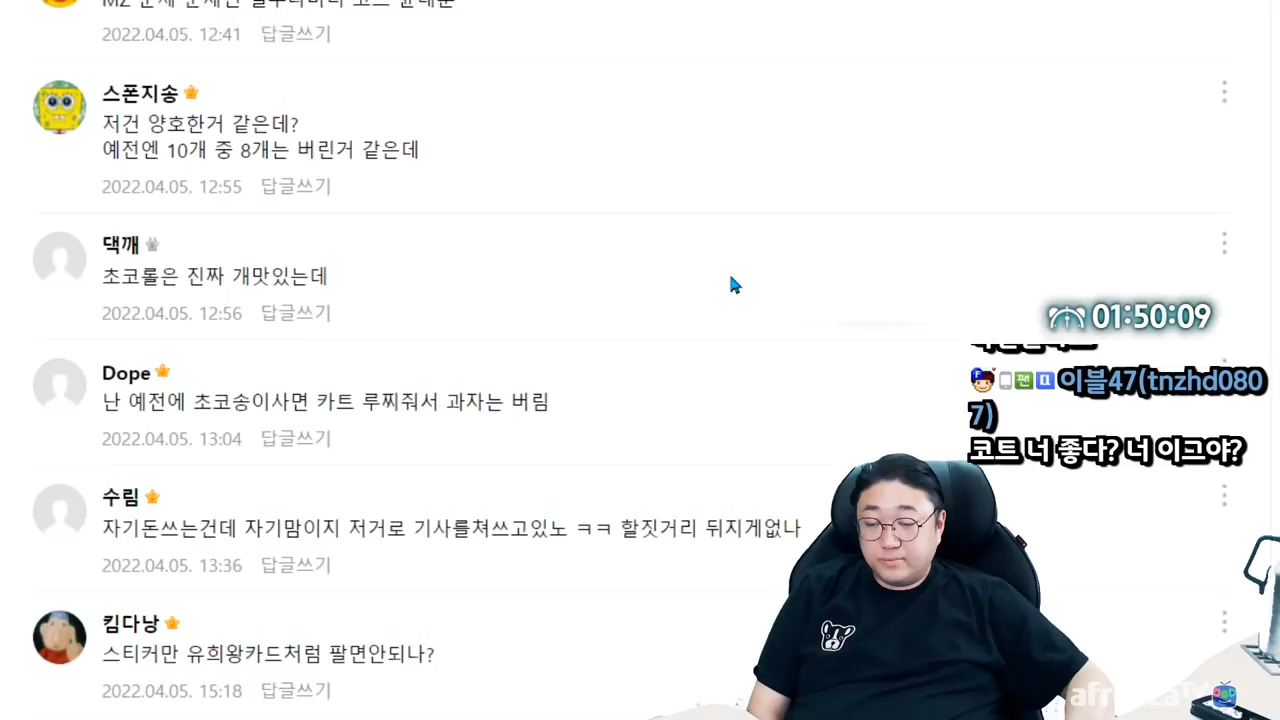 2022.04.05. 12:41 답글쓰기
스폰지송
저건 양호한거 같은데?
예전엔 10개 중 8개는 버린거 같은데
2022.04.05. 12:55 답글쓰기
댁깨
초코롤은 진짜 개맛있는데
2022.04.05. 12:56 답글쓰기
Dope
난 예전에 초코송이사면 카트 루찌줘서 과자는 버림
2022.04.05. 13:04 답글쓰기
수림
자기돈쓰는건데 자기맘이지 저거로 기사를쳐쓰고있노 ㅋㅋ 할짓거리 뒤지게없나
2022.04.05. 13:36 답글쓰기
킴다낭
스티커만 유희왕카드처럼 팔면안되나?
2022.04.05. 15:18 답글쓰기
01:50:09
F 팬 이블47(tnzhd080
7)
코트 너 좋다? 너 이그야?
afreecaTV